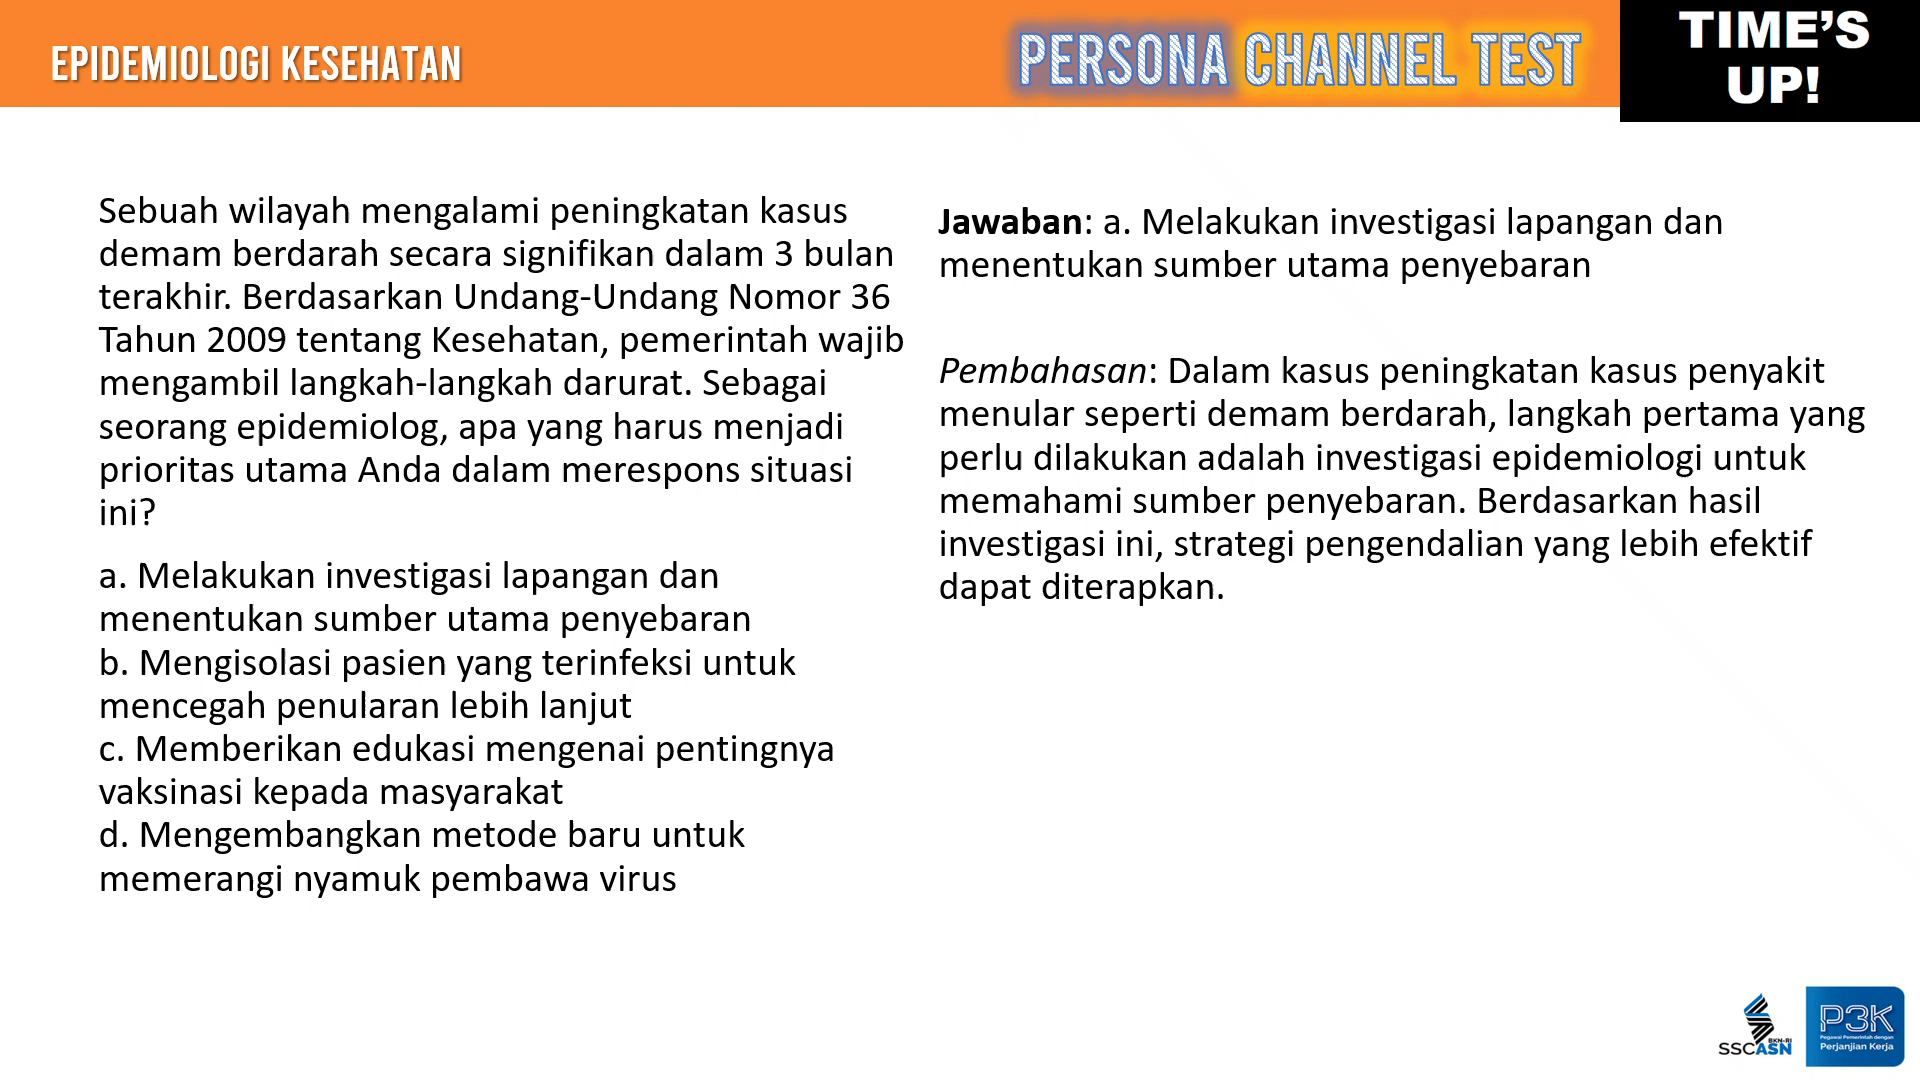 EPIDEMIOLOGI KESEHATAN
PERSONA CHANNEL TEST
TIME'S
UP!
Sebuah wilayah mengalami peningkatan kasus
demam berdarah secara signifikan dalam 3 bulan
terakhir. Berdasarkan Undang-Undang Nomor 36
Tahun 2009 tentang Kesehatan, pemerintah wajib
mengambil langkah-langkah darurat. Sebagai
seorang epidemiolog, apa yang harus menjadi
prioritas utama Anda dalam merespons situasi
ini?
a. Melakukan investigasi lapangan dan
menentukan sumber utama penyebaran
b. Mengisolasi pasien yang terinfeksi untuk
mencegah penularan lebih lanjut
c. Memberikan edukasi mengenai pentingnya
vaksinasi kepada masyarakat
d. Mengembangkan metode baru untuk
memerangi nyamuk pembawa virus
Jawaban: a. Melakukan investigasi lapangan dan
menentukan sumber utama penyebaran
Pembahasan: Dalam kasus peningkatan kasus penyakit
menular seperti demam berdarah, langkah pertama yang
perlu dilakukan adalah investigasi epidemiologi untuk
memahami sumber penyebaran. Berdasarkan hasil
investigasi ini, strategi pengendalian yang lebih efektif
dapat diterapkan.
BKN-RI
SSCASN
P3K
Pegawai Pemerintah dengan
Perjanjian Kerja